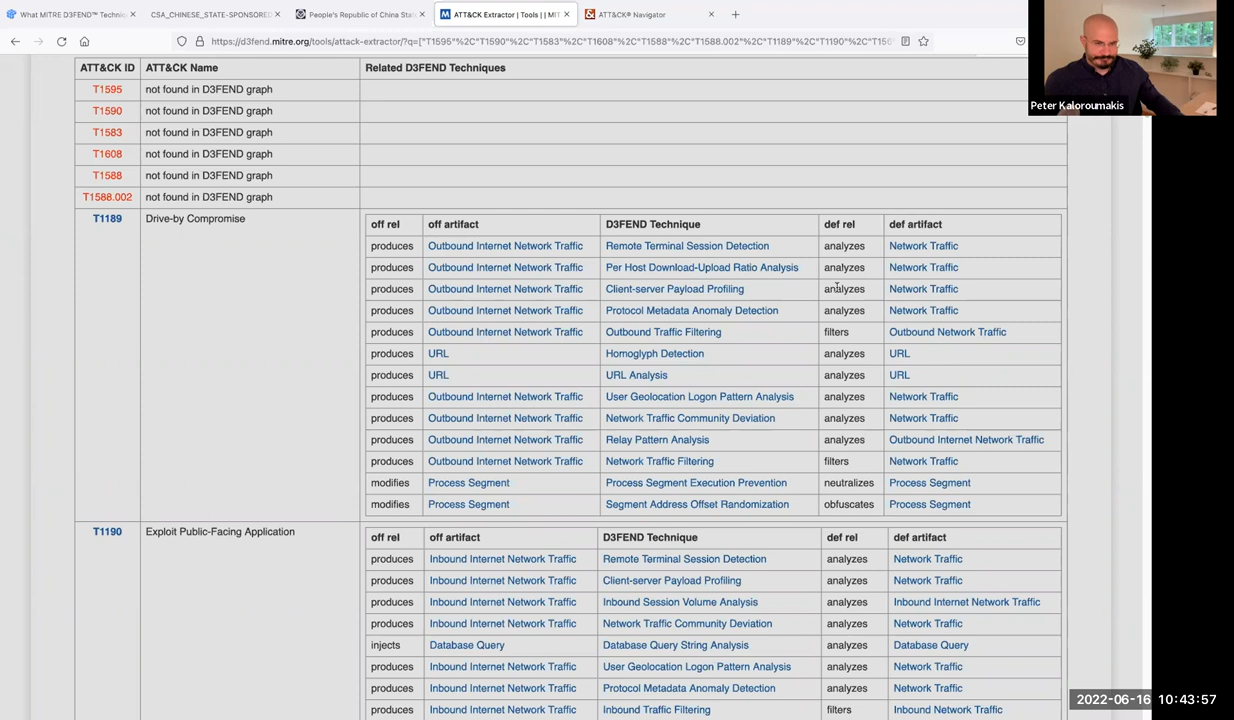 What MITRE D3FEND™ Technic
CSA_CHINESE_STATE-SPONSORED
People's Republic of China Stat
ATT&CK Extractor | Tools | | MIT
ATT&CK® Navigator
https://d3fend.mitre.org/tools/attack-extractor/?q=["T1595"%2C"T1590"%2C"T1583"%2C"T1608"%2C"T1588"%2C"T1588.002"%2C"T1189"%2C"T1190"%2C"T156
Peter Kaloroumakis
ATT&CK ID ATT&CK Name Related D3FEND Techniques
T1595 not found in D3FEND graph
T1590 not found in D3FEND graph
T1583 not found in D3FEND graph
T1608 not found in D3FEND graph
T1588 not found in D3FEND graph
T1588.002 not found in D3FEND graph
T1189 Drive-by Compromise
off rel off artifact D3FEND Technique def rel def artifact
produces Outbound Internet Network Traffic Remote Terminal Session Detection analyzes Network Traffic
produces Outbound Internet Network Traffic Per Host Download-Upload Ratio Analysis analyzes Network Traffic
produces Outbound Internet Network Traffic Client-server Payload Profiling analyzes Network Traffic
produces Outbound Internet Network Traffic Protocol Metadata Anomaly Detection analyzes Network Traffic
produces Outbound Internet Network Traffic Outbound Traffic Filtering filters Outbound Network Traffic
produces URL Homoglyph Detection analyzes URL
produces URL URL Analysis analyzes URL
produces Outbound Internet Network Traffic User Geolocation Logon Pattern Analysis analyzes Network Traffic
produces Outbound Internet Network Traffic Network Traffic Community Deviation analyzes Network Traffic
produces Outbound Internet Network Traffic Relay Pattern Analysis analyzes Outbound Internet Network Traffic
produces Outbound Internet Network Traffic Network Traffic Filtering filters Network Traffic
modifies Process Segment Process Segment Execution Prevention neutralizes Process Segment
modifies Process Segment Segment Address Offset Randomization obfuscates Process Segment
T1190 Exploit Public-Facing Application
off rel off artifact D3FEND Technique def rel def artifact
produces Inbound Internet Network Traffic Remote Terminal Session Detection analyzes Network Traffic
produces Inbound Internet Network Traffic Client-server Payload Profiling analyzes Network Traffic
produces Inbound Internet Network Traffic Inbound Session Volume Analysis analyzes Inbound Internet Network Traffic
produces Inbound Internet Network Traffic Network Traffic Community Deviation analyzes Network Traffic
injects Database Query Database Query String Analysis analyzes Database Query
produces Inbound Internet Network Traffic User Geolocation Logon Pattern Analysis analyzes Network Traffic
produces Inbound Internet Network Traffic Protocol Metadata Anomaly Detection analyzes Network Traffic
produces Inbound Internet Network Traffic Inbound Traffic Filtering filters Inbound Network Traffic
2022-06-16 10:43:57